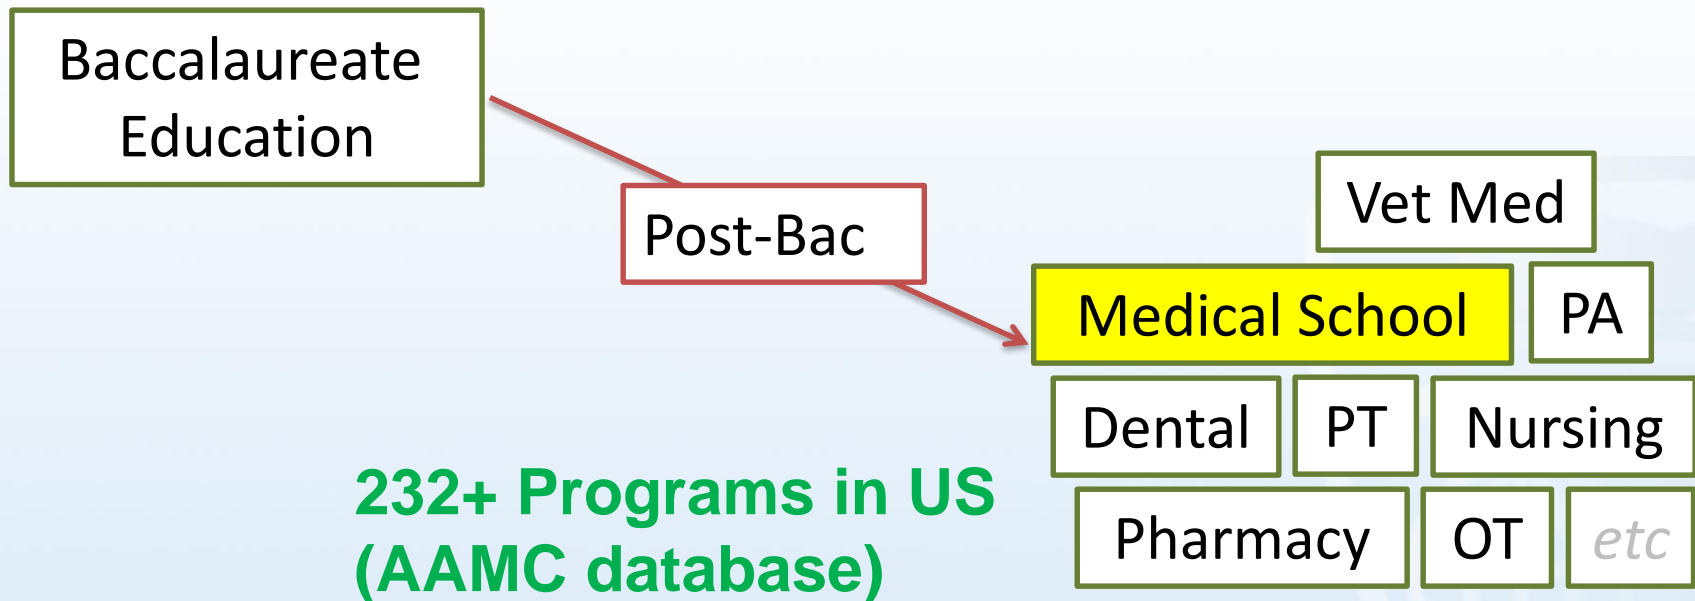 Baccalaureate
Education
Post-Bac
Vet Med
Medical School
PA
Dental
PT
Nursing
Pharmacy
OT
etc
232+ Programs in US
(AAMC database)